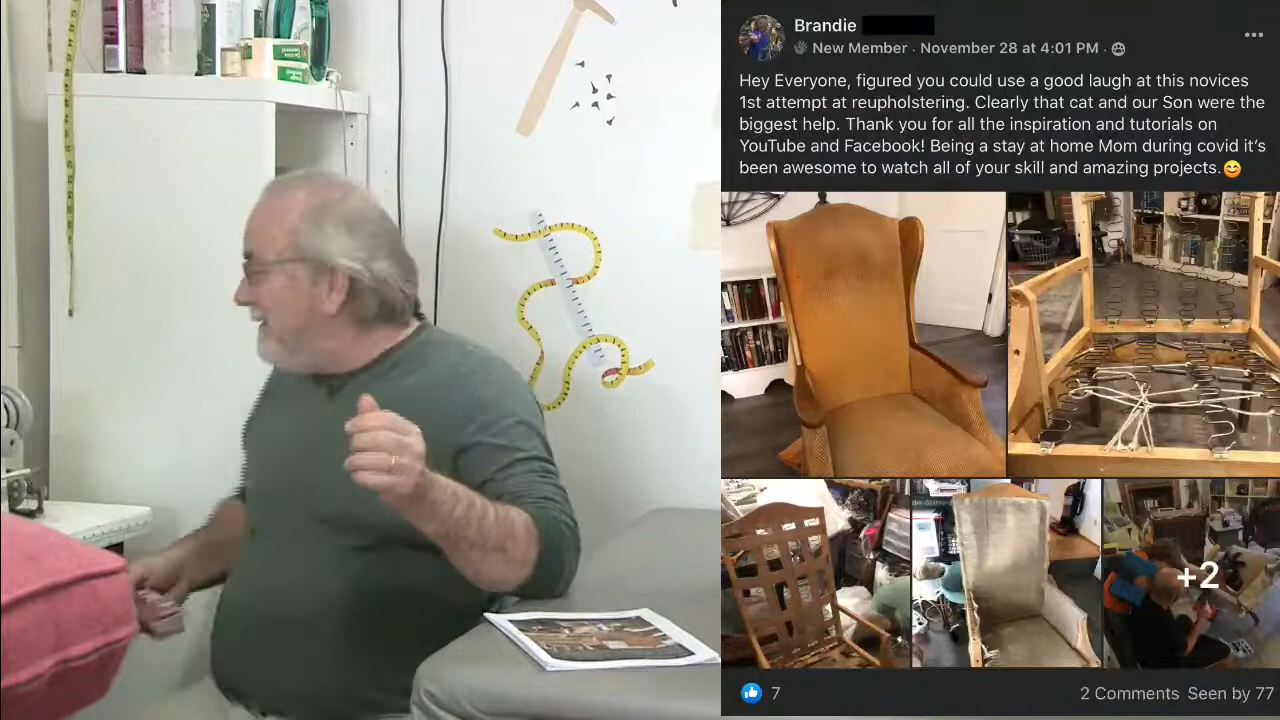 Brandie
New Member · November 28 at 4:01 PM ·
Hey Everyone, figured you could use a good laugh at this novices
1st attempt at reupholstering. Clearly that cat and our Son were the
biggest help. Thank you for all the inspiration and tutorials on
YouTube and Facebook! Being a stay at home Mom during covid it's
been awesome to watch all of your skill and amazing projects.😊
+2
7
2 Comments Seen by 77